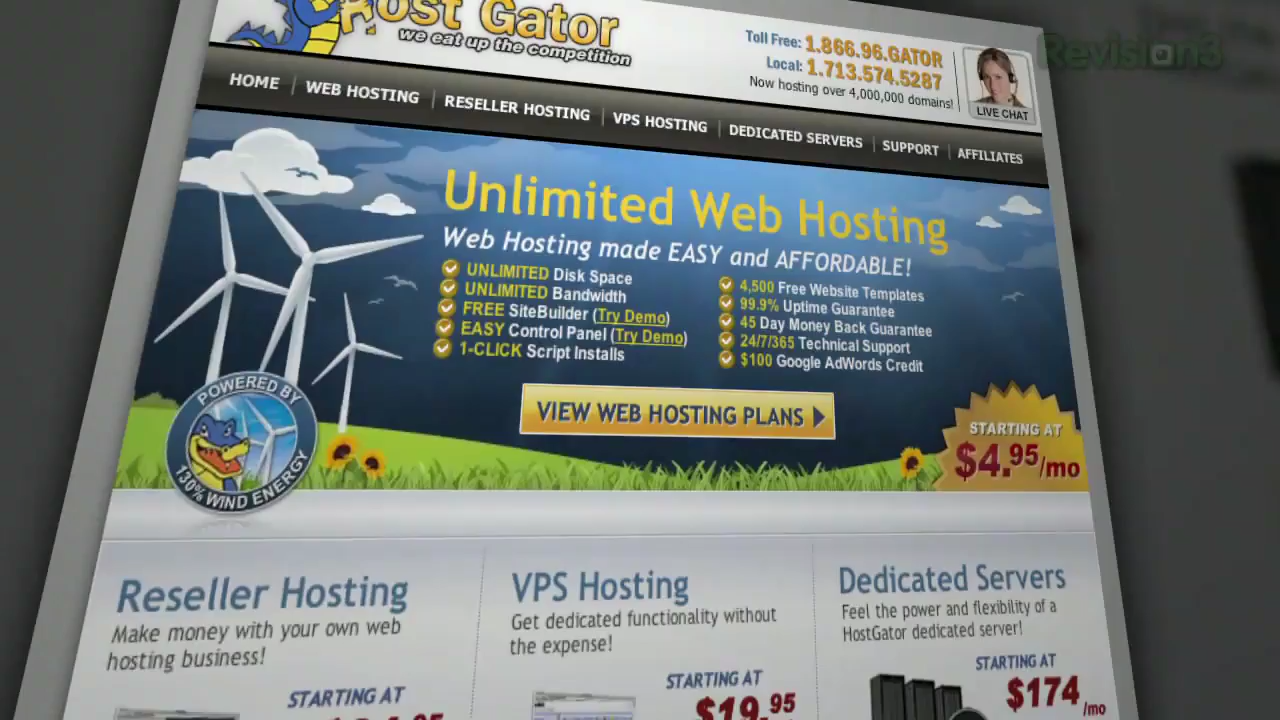 Host Gator
we eat up the competition
Toll Free: 1.866.96.GATOR
Local: 1.713.574.5287
Now hosting over 4,000,000 domains!
LIVE CHAT
Revision3
HOME
WEB HOSTING
RESELLER HOSTING
VPS HOSTING
DEDICATED SERVERS
SUPPORT
AFFILIATES
Unlimited Web Hosting
Web Hosting made EASY and AFFORDABLE!
UNLIMITED Disk Space
UNLIMITED Bandwidth
FREE SiteBuilder (Try Demo)
EASY Control Panel (Try Demo)
1-CLICK Script Installs
4,500 Free Website Templates
99.9% Uptime Guarantee
45 Day Money Back Guarantee
24/7/365 Technical Support
$100 Google AdWords Credit
VIEW WEB HOSTING PLANS
POWERED BY
130% WIND ENERGY
STARTING AT
$4.95/mo
Reseller Hosting
Make money with your own web
hosting business!
STARTING AT
VPS Hosting
Get dedicated functionality without
the expense!
STARTING AT
$19.95
Dedicated Servers
Feel the power and flexibility of a
HostGator dedicated server!
STARTING AT
$174/mo